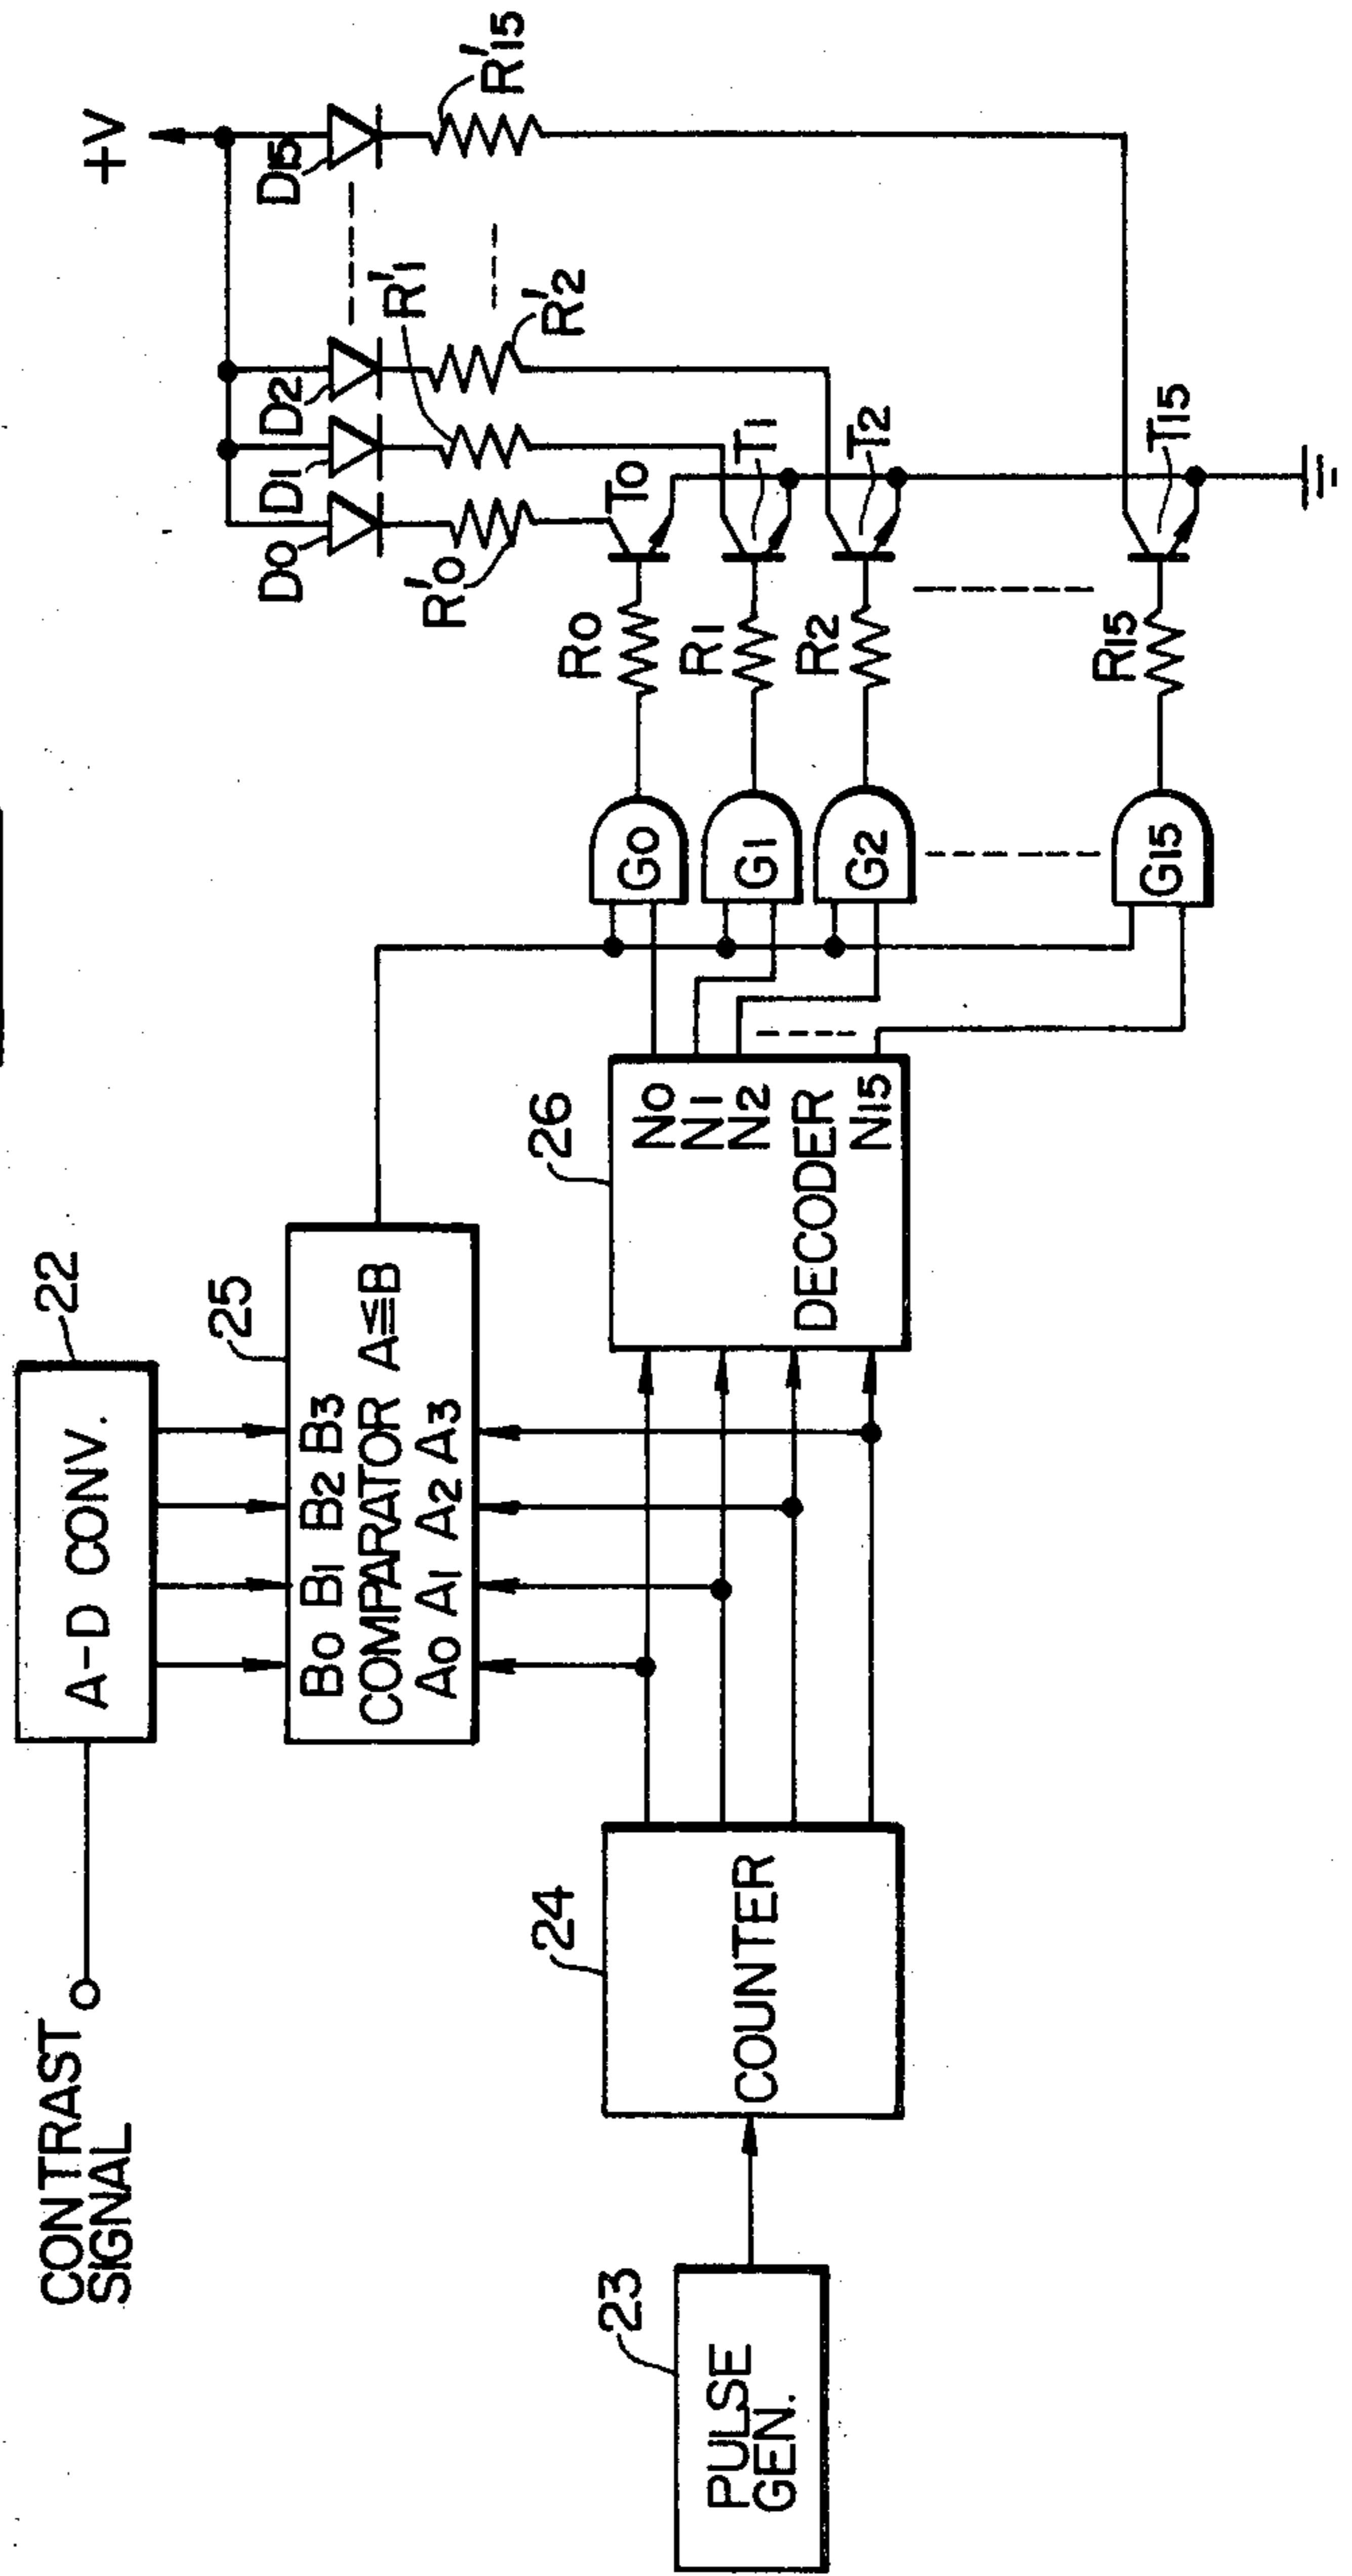 CONTRAST
SIGNAL
22
A-D CONV.
25
B0 B1 B2 B3
COMPARATOR A≦B
A0 A1 A2 A3
23
PULSE
GEN.
24
COUNTER
26
N0
N1
N2
DECODER
N15
G0
G1
G2
G15
R0
R1
R2
R15
T0
T1
T2
T15
+V
D0
D1
D2
D15
R'0
R'1
R'2
R'15